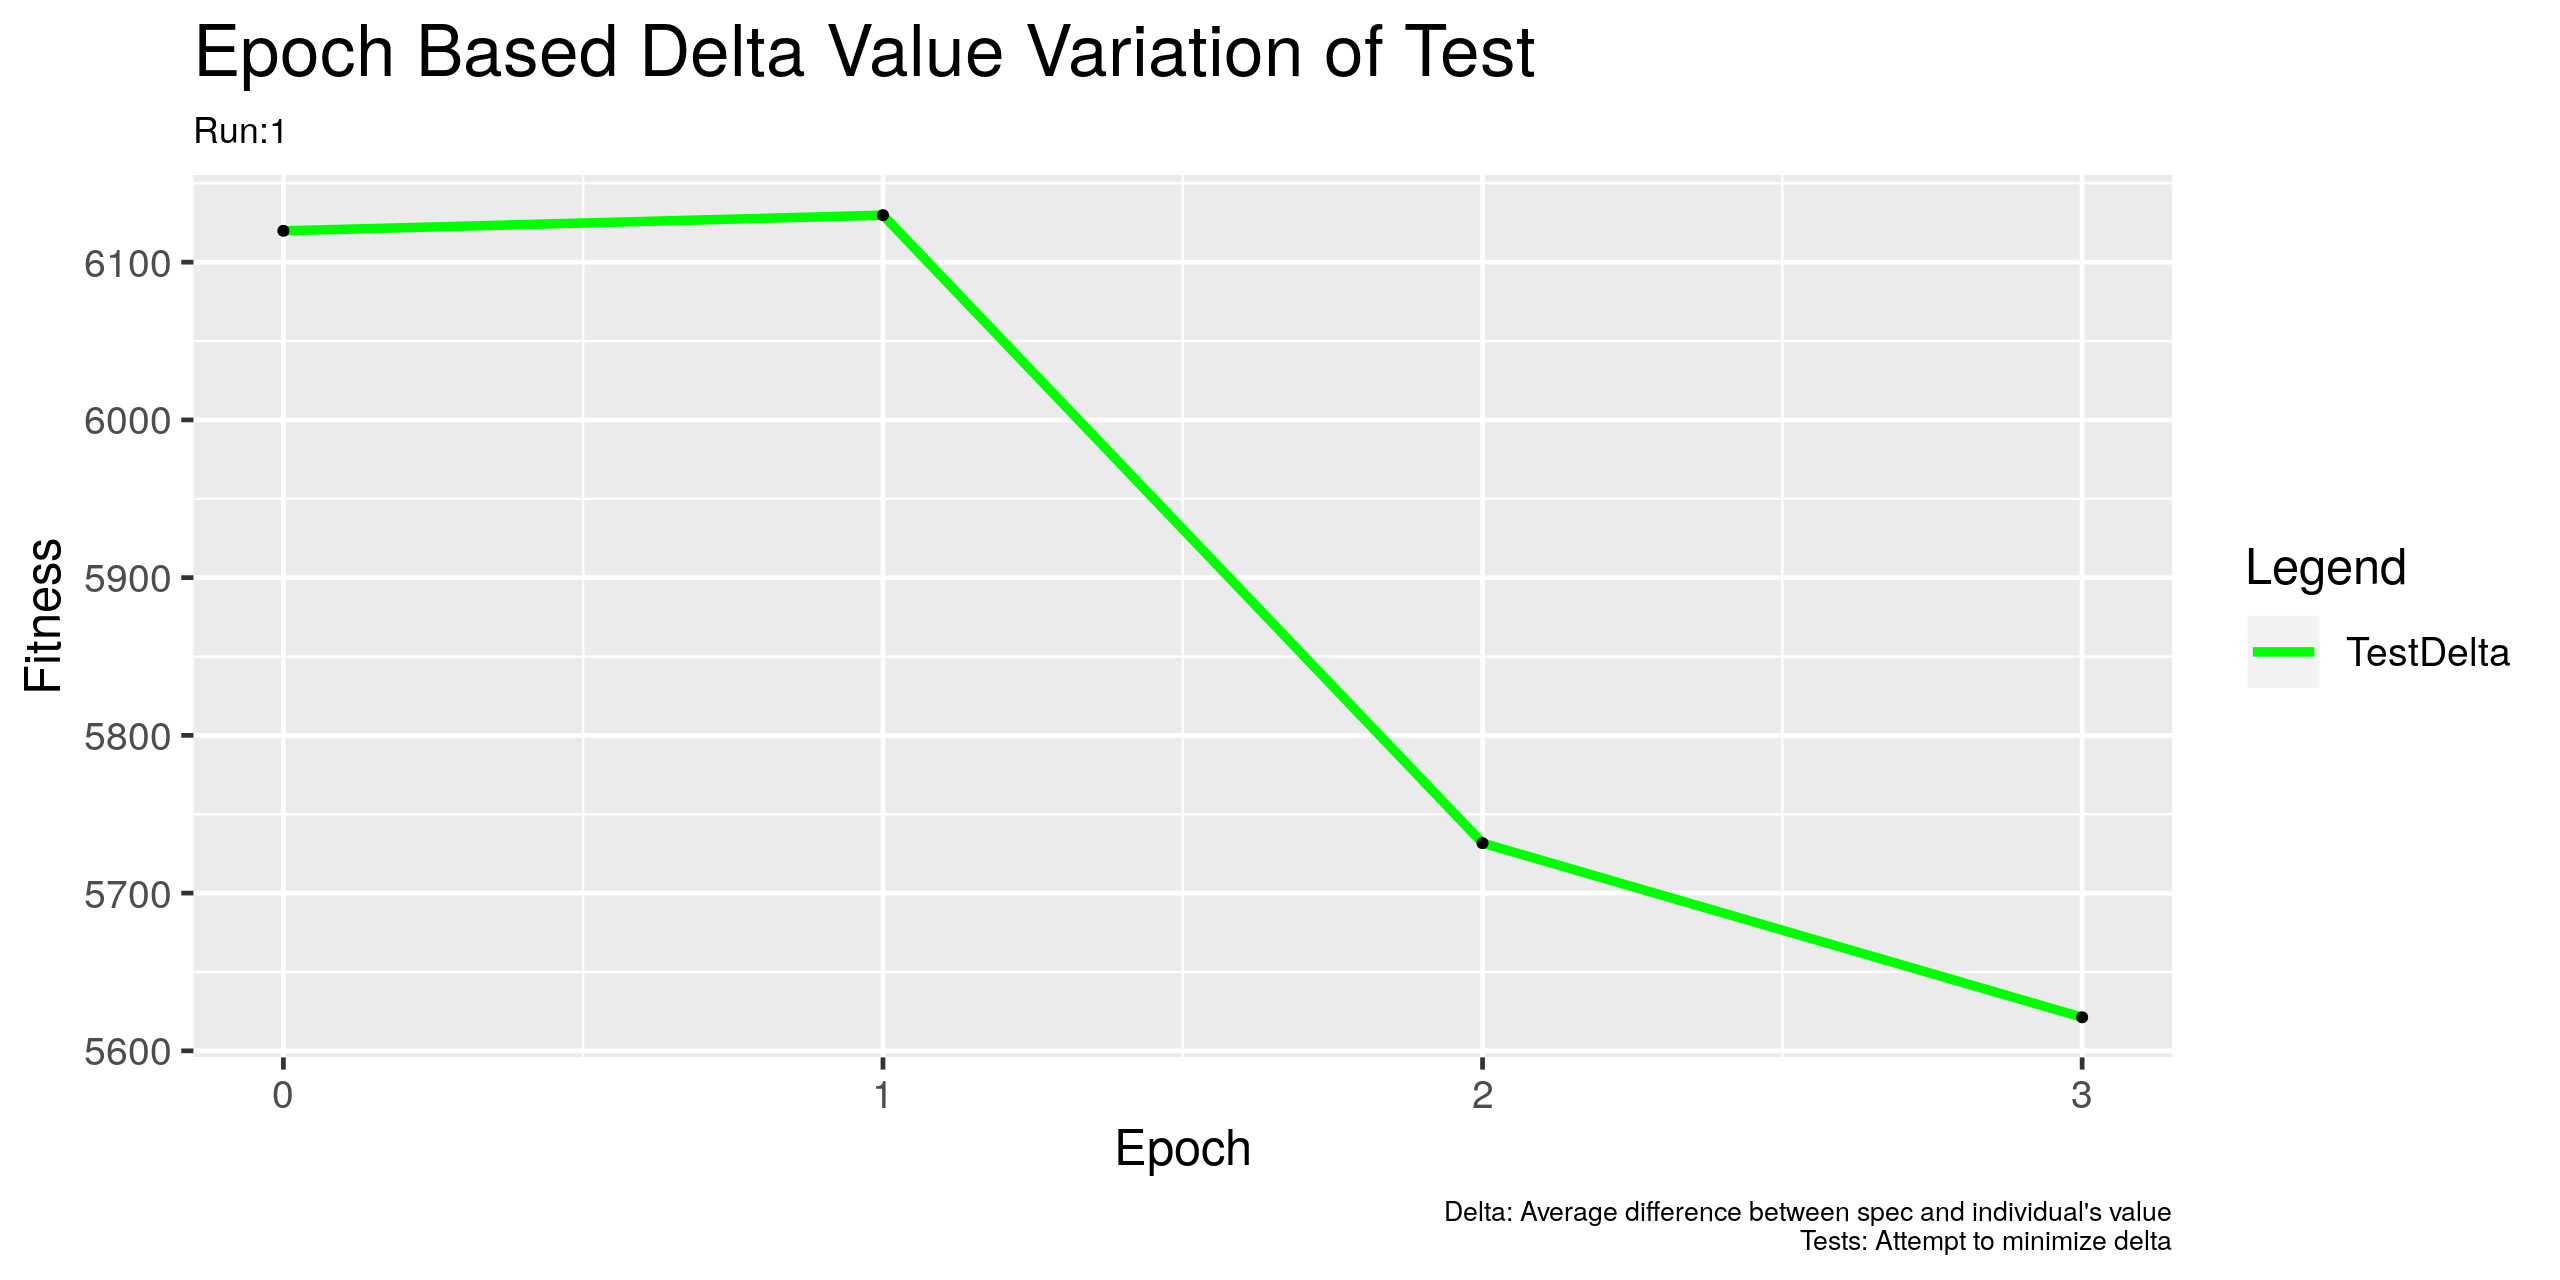 Epoch Based Delta Value Variation of Test
Run:1
Fitness
6100
6000
5900
5800
5700
5600
0 1 2 3
Epoch
Legend
TestDelta
Delta: Average difference between spec and individual's value
Tests: Attempt to minimize delta